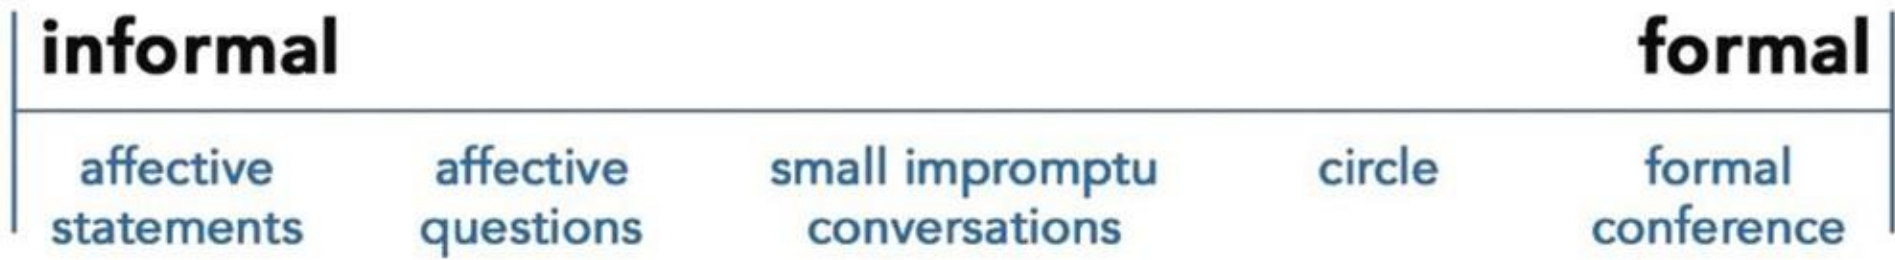 informal formal
affective affective small impromptu circle formal
statements questions conversations conference